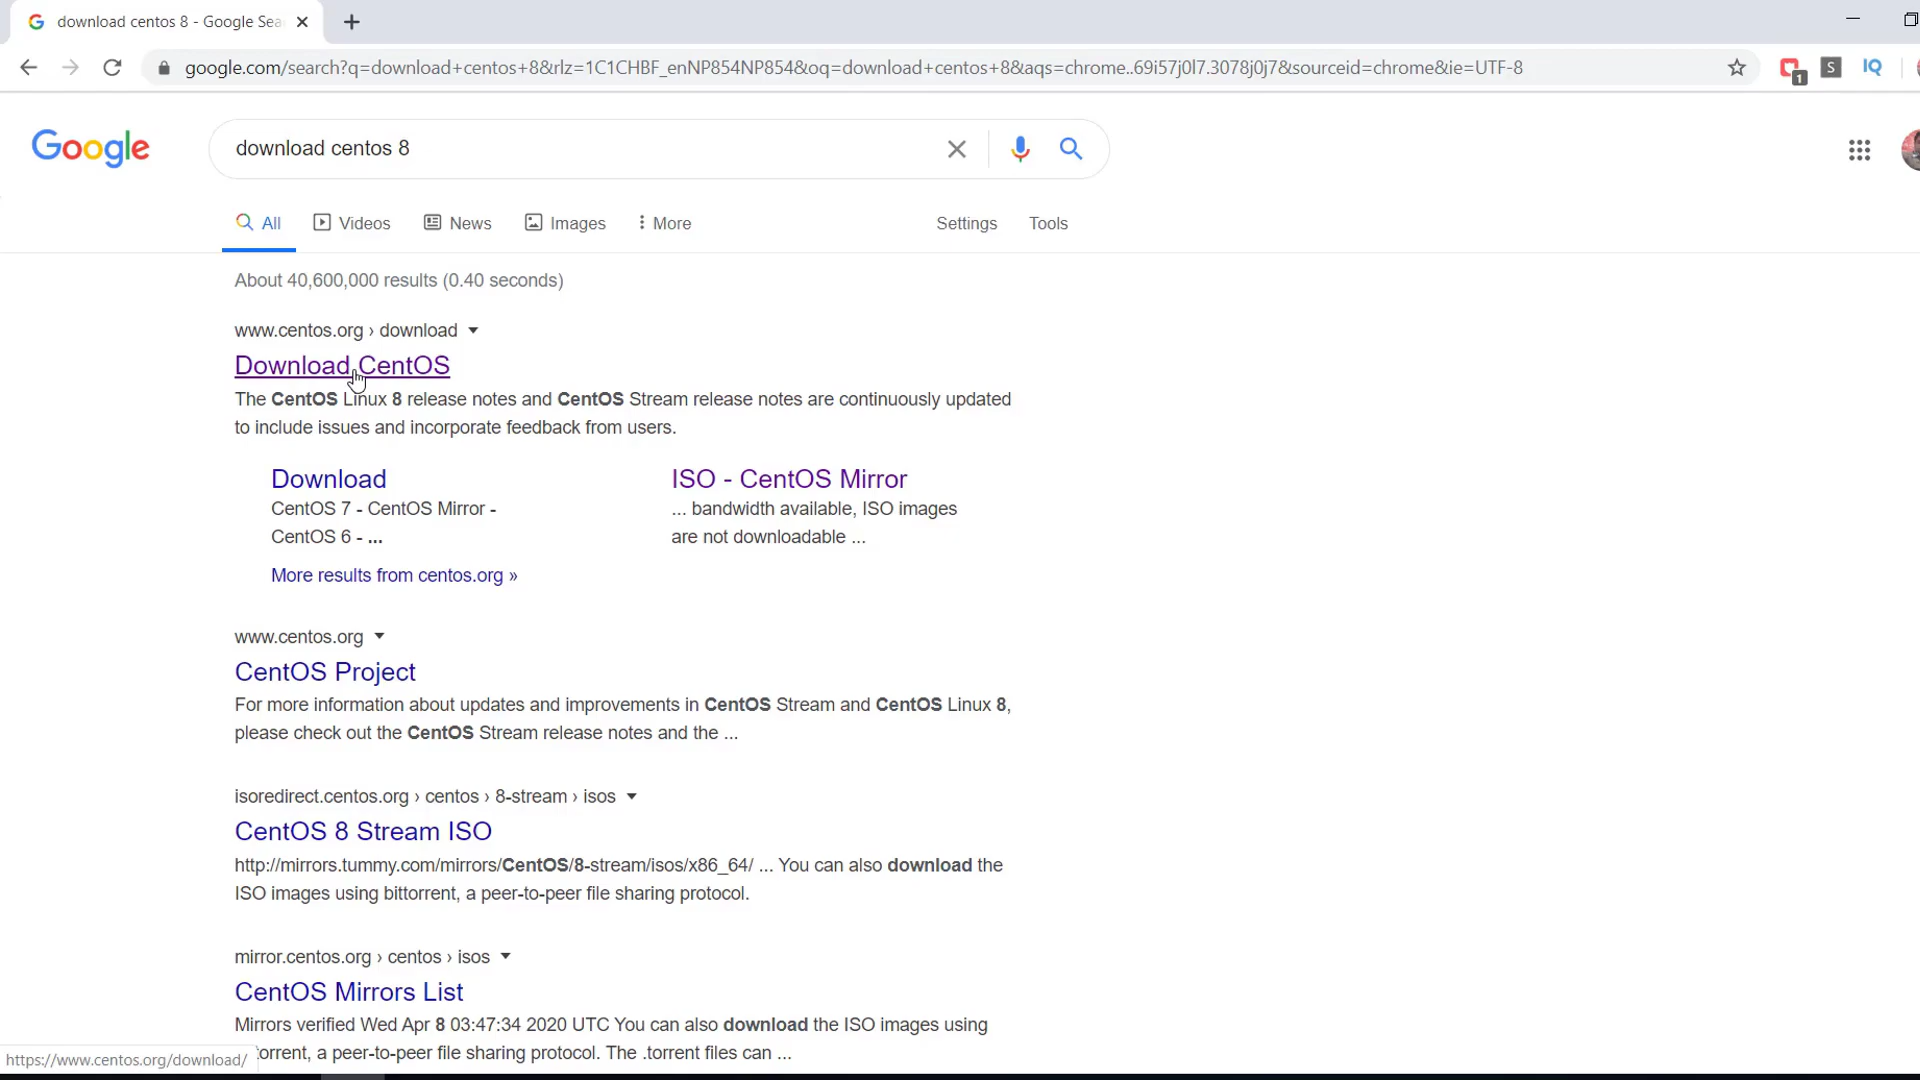 download centos 8 - Google Sea
google.com/search?q=download+centos+8&rlz=1C1CHBF_enNP854NP854&oq=download+centos+8&aqs=chrome..69i57j0l7.3078j0j7&sourceid=chrome&ie=UTF-8
1
S
IQ
Google
download centos 8
All
Videos
News
Images
More
Settings
Tools
About 40,600,000 results (0.40 seconds)
www.centos.org › download
Download CentOS
The CentOS Linux 8 release notes and CentOS Stream release notes are continuously updated
to include issues and incorporate feedback from users.
Download
CentOS 7 - CentOS Mirror -
CentOS 6 - ...
ISO - CentOS Mirror
... bandwidth available, ISO images
are not downloadable ...
More results from centos.org »
www.centos.org
CentOS Project
For more information about updates and improvements in CentOS Stream and CentOS Linux 8,
please check out the CentOS Stream release notes and the ...
isoredirect.centos.org › centos › 8-stream › isos
CentOS 8 Stream ISO
http://mirrors.tummy.com/mirrors/CentOS/8-stream/isos/x86_64/ ... You can also download the
ISO images using bittorrent, a peer-to-peer file sharing protocol.
mirror.centos.org › centos › isos
CentOS Mirrors List
Mirrors verified Wed Apr 8 03:47:34 2020 UTC You can also download the ISO images using
torrent, a peer-to-peer file sharing protocol. The .torrent files can ...
https://www.centos.org/download/